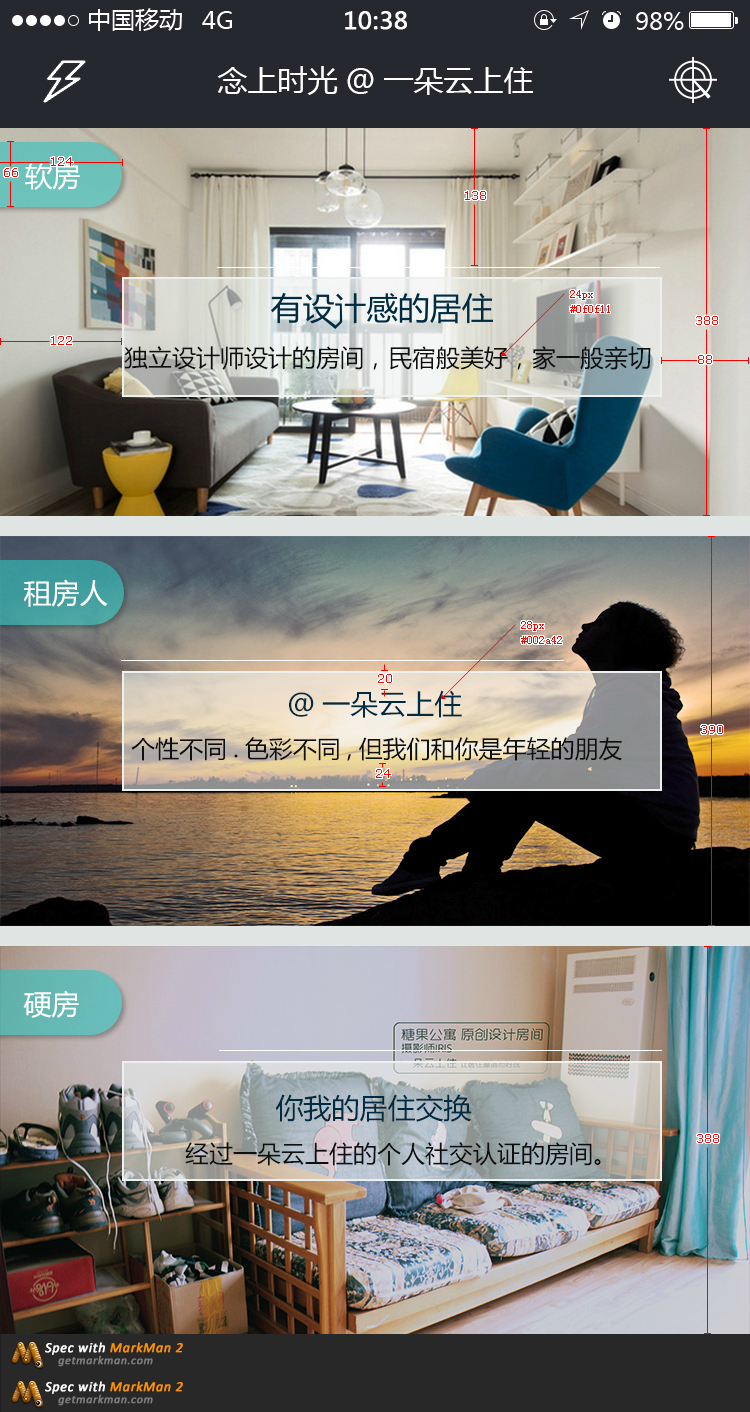 中国移动 4G 10:38 98%
念上时光 @ 一朵云上住
124
66
软房
138
24px
#0f0f11
有设计感的居住
388
122
88
独立设计师设计的房间，民宿般美好，家一般亲切
租房人
28px
#002a42
20
@ 一朵云上住
390
个性不同 . 色彩不同 , 但我们和你是年轻的朋友
24
硬房
糖果公寓 原创设计房间
摄影师IRIS
你我的居住交换
388
经过一朵云上住的个人社交认证的房间。
Spec with MarkMan 2
getmarkman.com
Spec with MarkMan 2
getmarkman.com